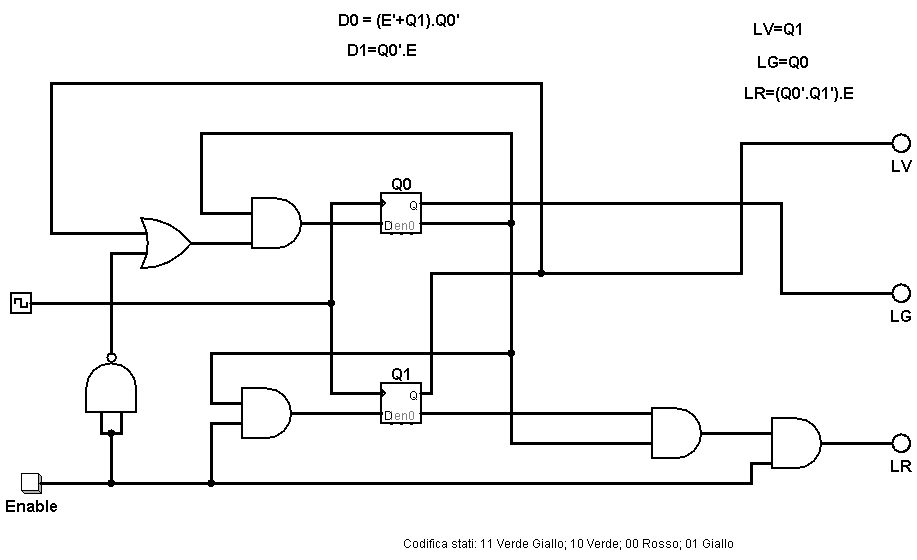 D0 = (E'+Q1).Q0'
D1=Q0'.E
LV=Q1
LG=Q0
LR=(Q0'.Q1').E
LV
Q0
Q
D en0
LG
Q1
Q
D en0
LR
Enable
Codifica stati: 11 Verde Giallo; 10 Verde; 00 Rosso; 01 Giallo